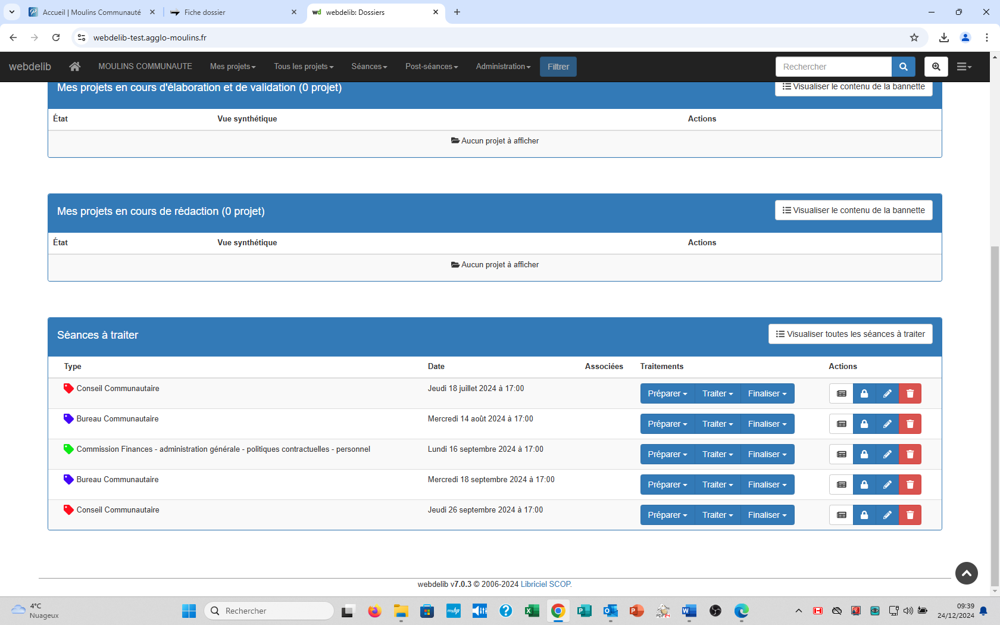 Accueil | Moulins Communauté
Fiche dossier
wd webdelib: Dossiers
webdelib-test.agglo-moulins.fr
webdelib MOULINS COMMUNAUTE Mes projets Tous les projets Séances Post-séances Administration Filtrer Rechercher
Mes projets en cours d'élaboration et de validation (0 projet) Visualiser le contenu de la bannette
État Vue synthétique Actions
Aucun projet à afficher
Mes projets en cours de rédaction (0 projet) Visualiser le contenu de la bannette
État Vue synthétique Actions
Aucun projet à afficher
Séances à traiter Visualiser toutes les séances à traiter
Type Date Associées Traitements Actions
Conseil Communautaire Jeudi 18 juillet 2024 à 17:00 Préparer Traiter Finaliser
Bureau Communautaire Mercredi 14 août 2024 à 17:00 Préparer Traiter Finaliser
Commission Finances - administration générale - politiques contractuelles - personnel Lundi 16 septembre 2024 à 17:00 Préparer Traiter Finaliser
Bureau Communautaire Mercredi 18 septembre 2024 à 17:00 Préparer Traiter Finaliser
Conseil Communautaire Jeudi 26 septembre 2024 à 17:00 Préparer Traiter Finaliser
webdelib v7.0.3 © 2006-2024 Libriciel SCOP.
4°C
Nuageux
Rechercher
myhp
PDF24
09:39
24/12/2024